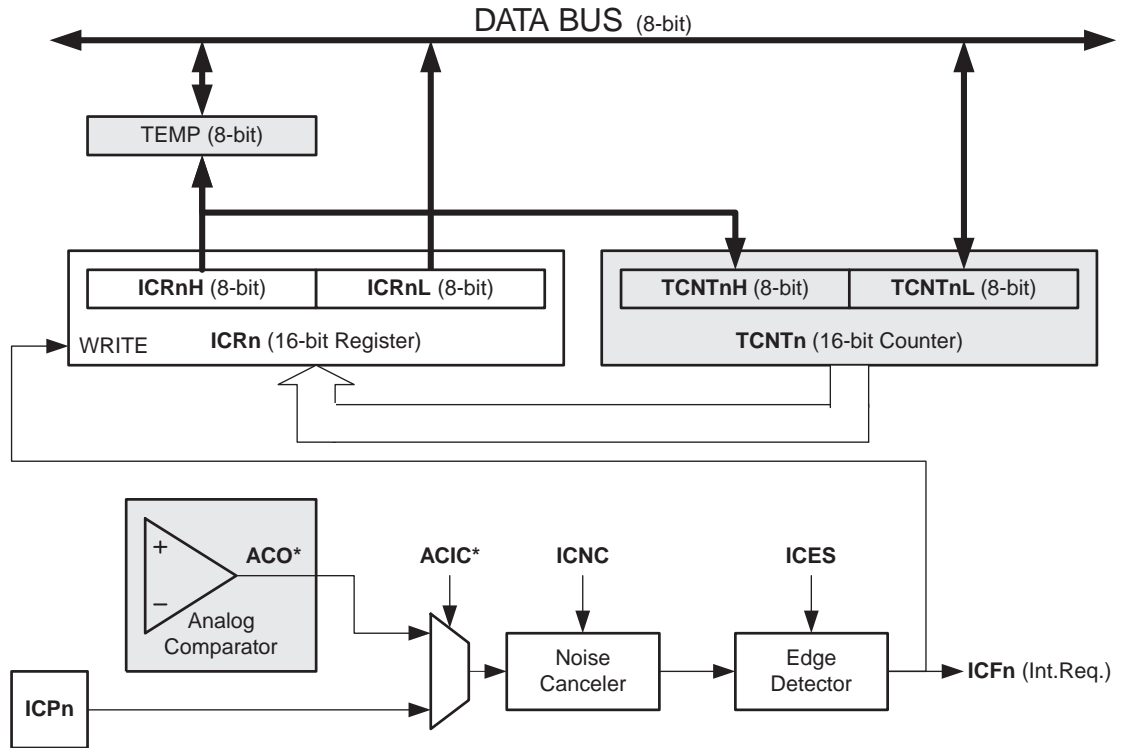 DATA BUS (8-bit)
TEMP (8-bit)
ICRnH (8-bit)
ICRnL (8-bit)
WRITE
ICRn (16-bit Register)
TCNTnH (8-bit)
TCNTnL (8-bit)
TCNTn (16-bit Counter)
+
−
ACO*
Analog
Comparator
ACIC*
ICNC
ICES
Noise
Canceler
Edge
Detector
ICFn (Int.Req.)
ICPn